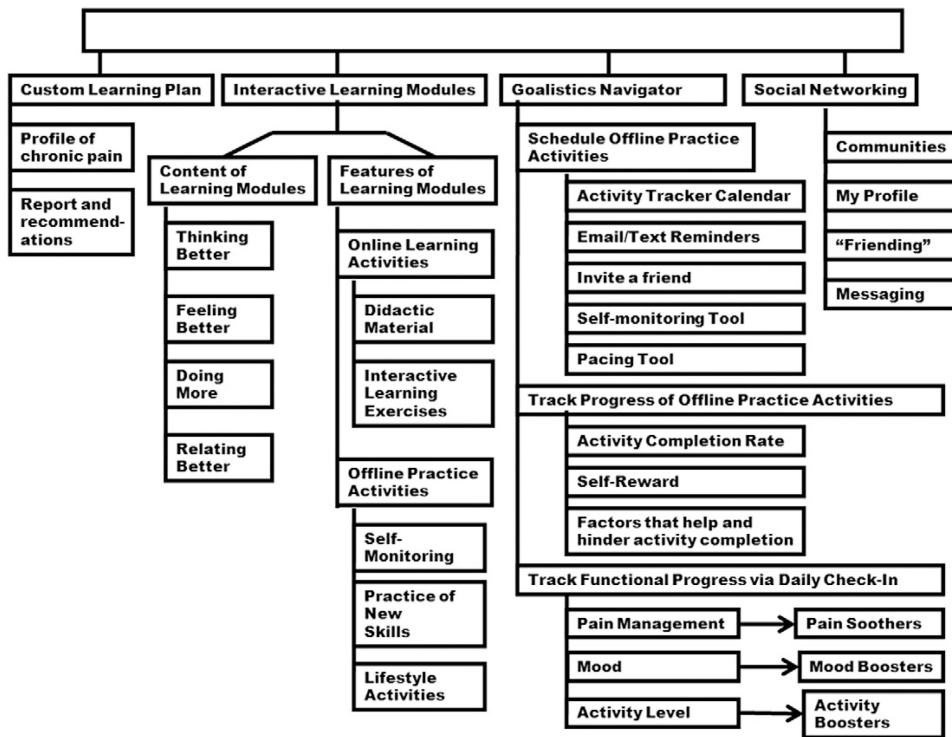 Custom Learning Plan
Profile of
chronic pain
Report and
recommend-
ations
Interactive Learning Modules
Content of
Learning Modules
Thinking
Better
Feeling
Better
Doing
More
Relating
Better
Features of
Learning Modules
Online Learning
Activities
Didactic
Material
Interactive
Learning
Exercises
Offline Practice
Activities
Self-
Monitoring
Practice of
New
Skills
Lifestyle
Activities
Goalistics Navigator
Schedule Offline Practice
Activities
Activity Tracker Calendar
Email/Text Reminders
Invite a friend
Self-monitoring Tool
Pacing Tool
Track Progress of Offline Practice Activities
Activity Completion Rate
Self-Reward
Factors that help and
hinder activity completion
Track Functional Progress via Daily Check-In
Pain Management
Pain Soothers
Mood
Mood Boosters
Activity Level
Activity
Boosters
Social Networking
Communities
My Profile
“Friending”
Messaging